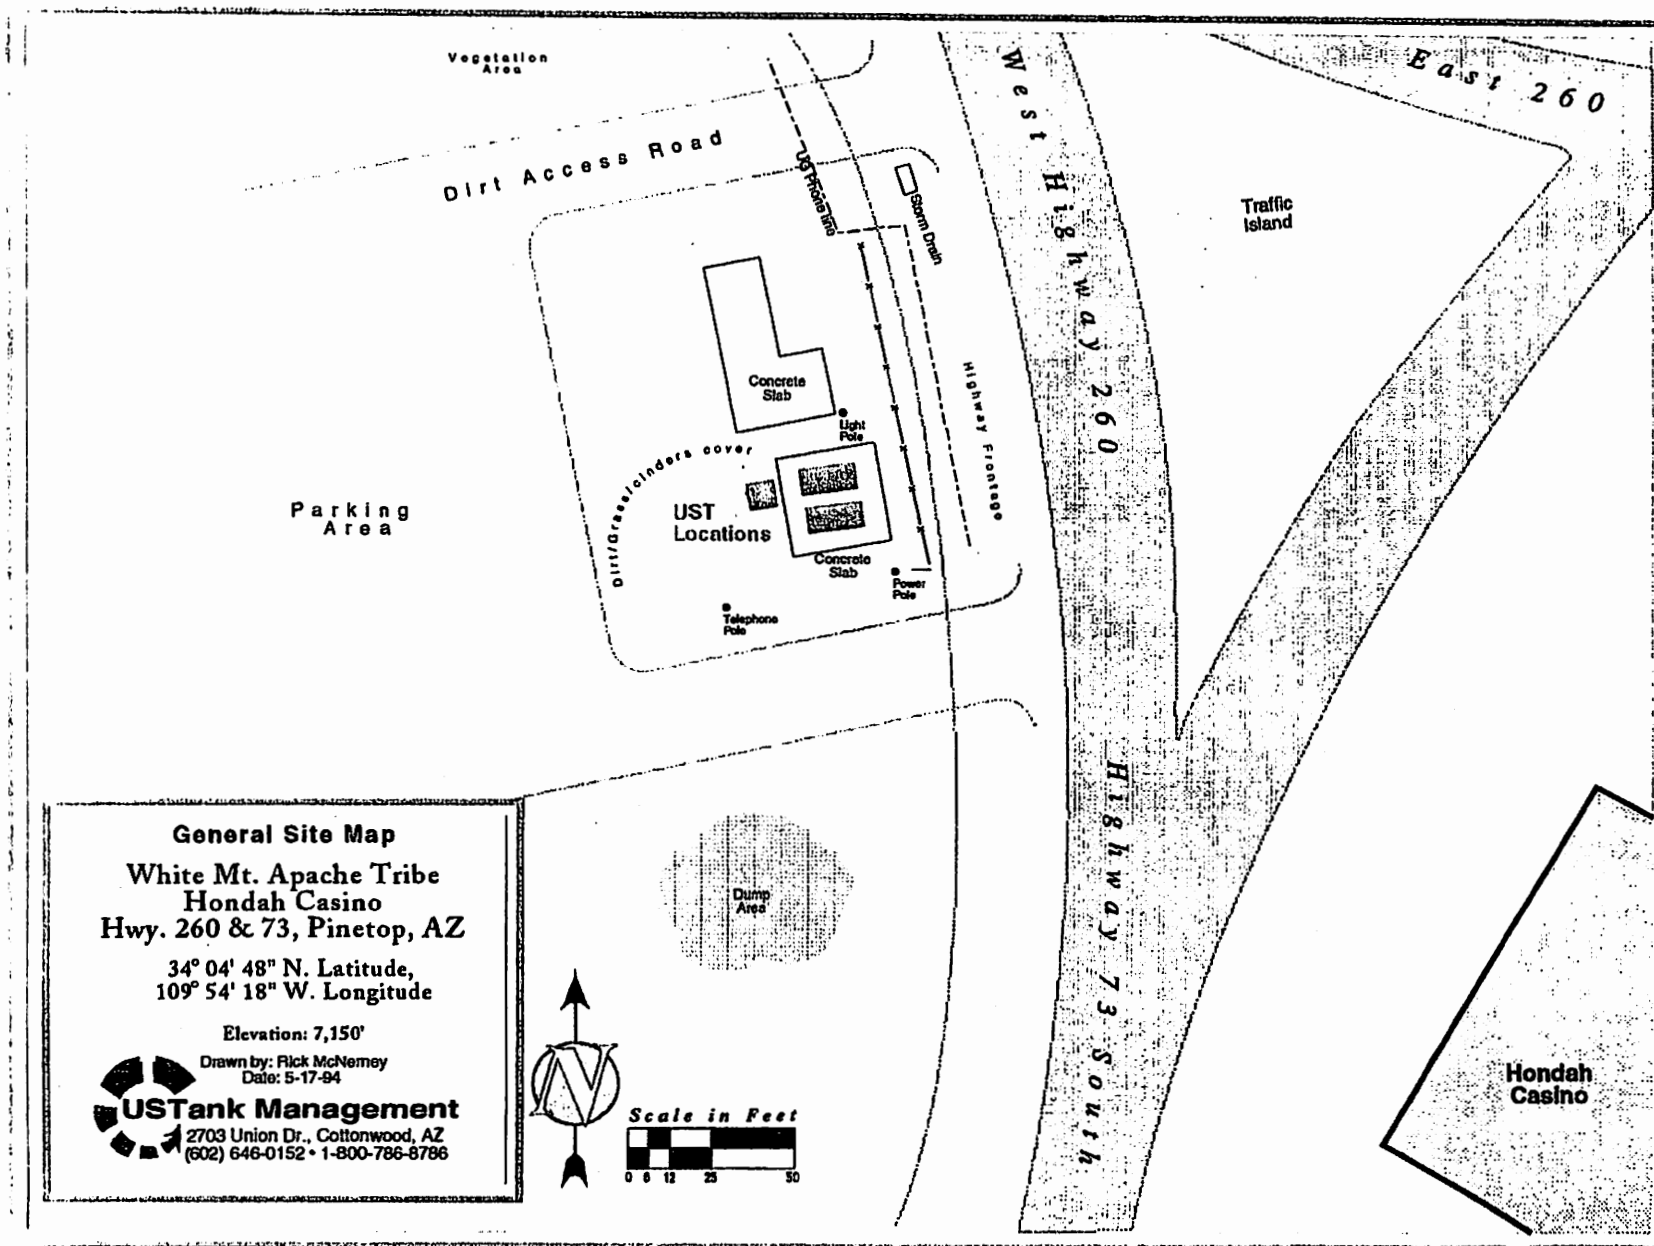 Vegetation
Area
Dirt Access Road
UG Phone line
Storm Drain
West Highway 260
East 260
Traffic
Island
Concrete
Slab
Light
Pole
Highway Frontage
Dirt/Grass/cinders cover
UST
Locations
Parking
Area
Concrete
Slab
Power
Pole
Telephone
Pole
Highway 73 South
Dump
Area
Hondah
Casino
General Site Map
White Mt. Apache Tribe
Hondah Casino
Hwy. 260 & 73, Pinetop, AZ
34° 04' 48" N. Latitude,
109° 54' 18" W. Longitude
Elevation: 7,150'
Drawn by: Rick McNerney
Date: 5-17-94
USTank Management
2703 Union Dr., Cottonwood, AZ
(602) 646-0152 • 1-800-786-8786
N
Scale in Feet
0 6 12 25 50